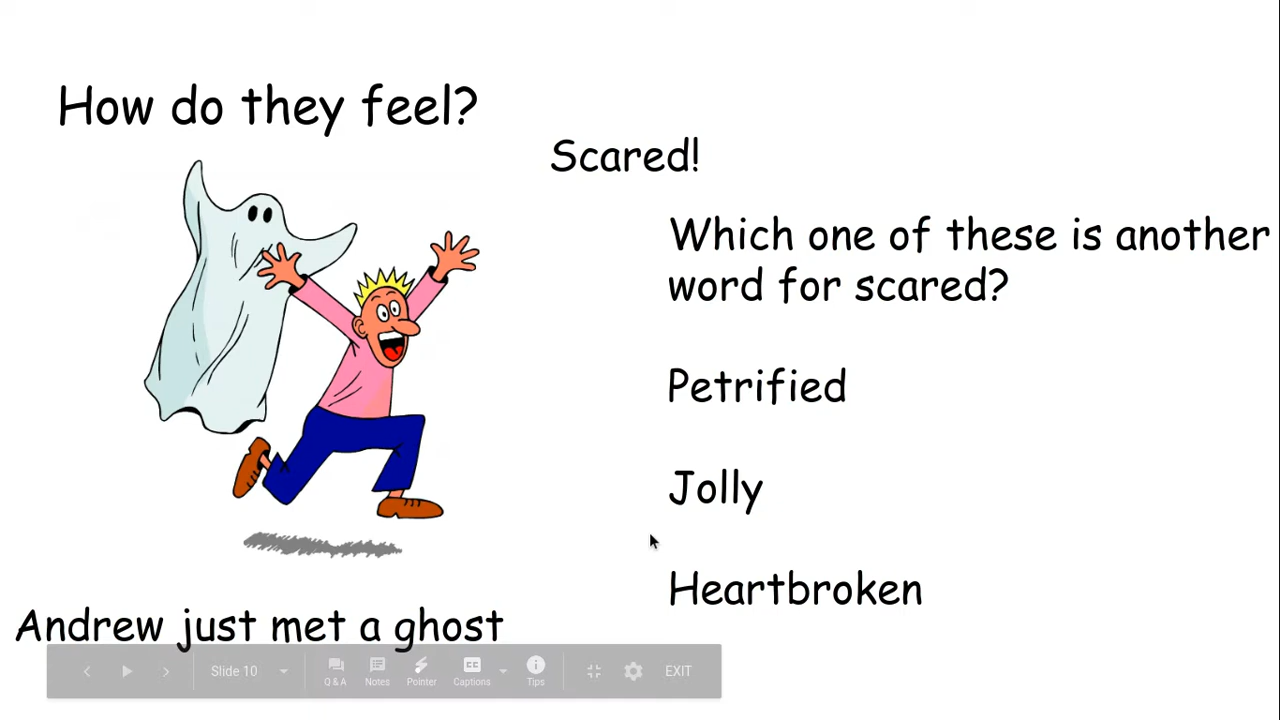 How do they feel?
Scared!
Which one of these is another
word for scared?
Petrified
Jolly
Heartbroken
Andrew just met a ghost
Slide 10
Q & A
Notes
Pointer
CC
Captions
Tips
EXIT